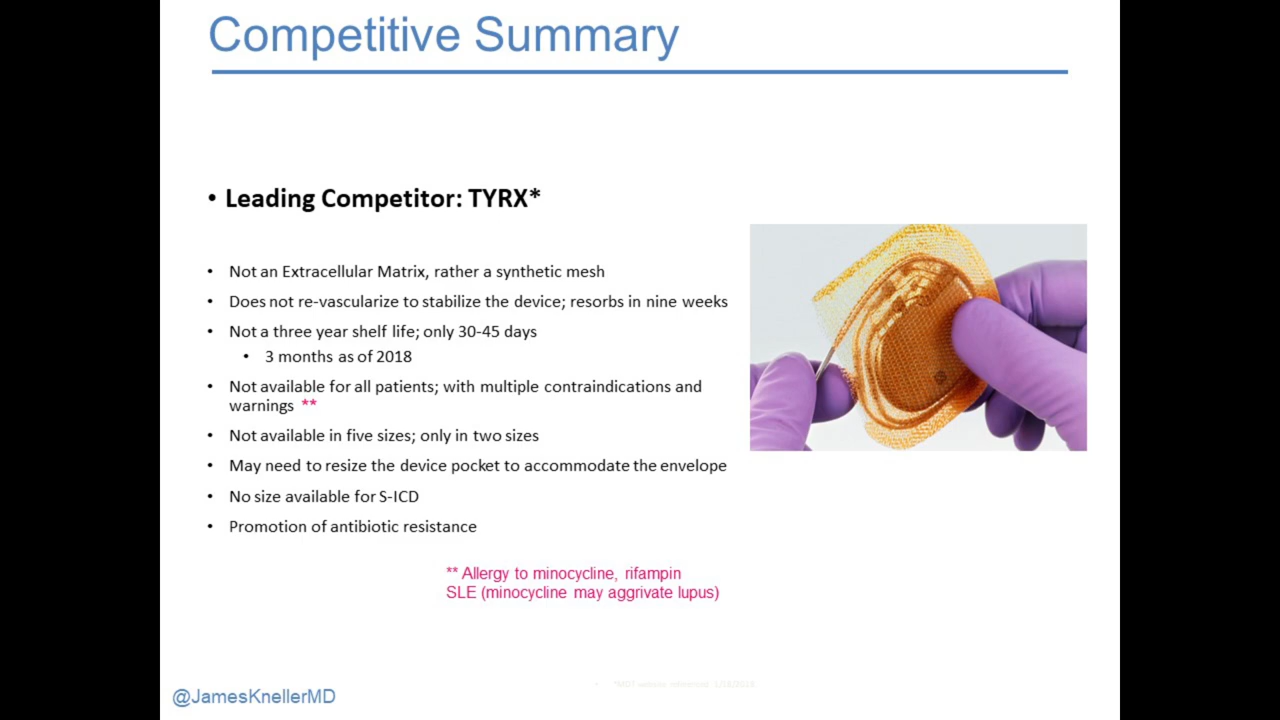 Competitive Summary
• Leading Competitor: TYRX*
• Not an Extracellular Matrix, rather a synthetic mesh
• Does not re-vascularize to stabilize the device; resorbs in nine weeks
• Not a three year shelf life; only 30-45 days
• 3 months as of 2018
• Not available for all patients; with multiple contraindications and
warnings **
• Not available in five sizes; only in two sizes
• May need to resize the device pocket to accommodate the envelope
• No size available for S-ICD
• Promotion of antibiotic resistance
** Allergy to minocycline, rifampin
SLE (minocycline may aggrivate lupus)
@JamesKnellerMD